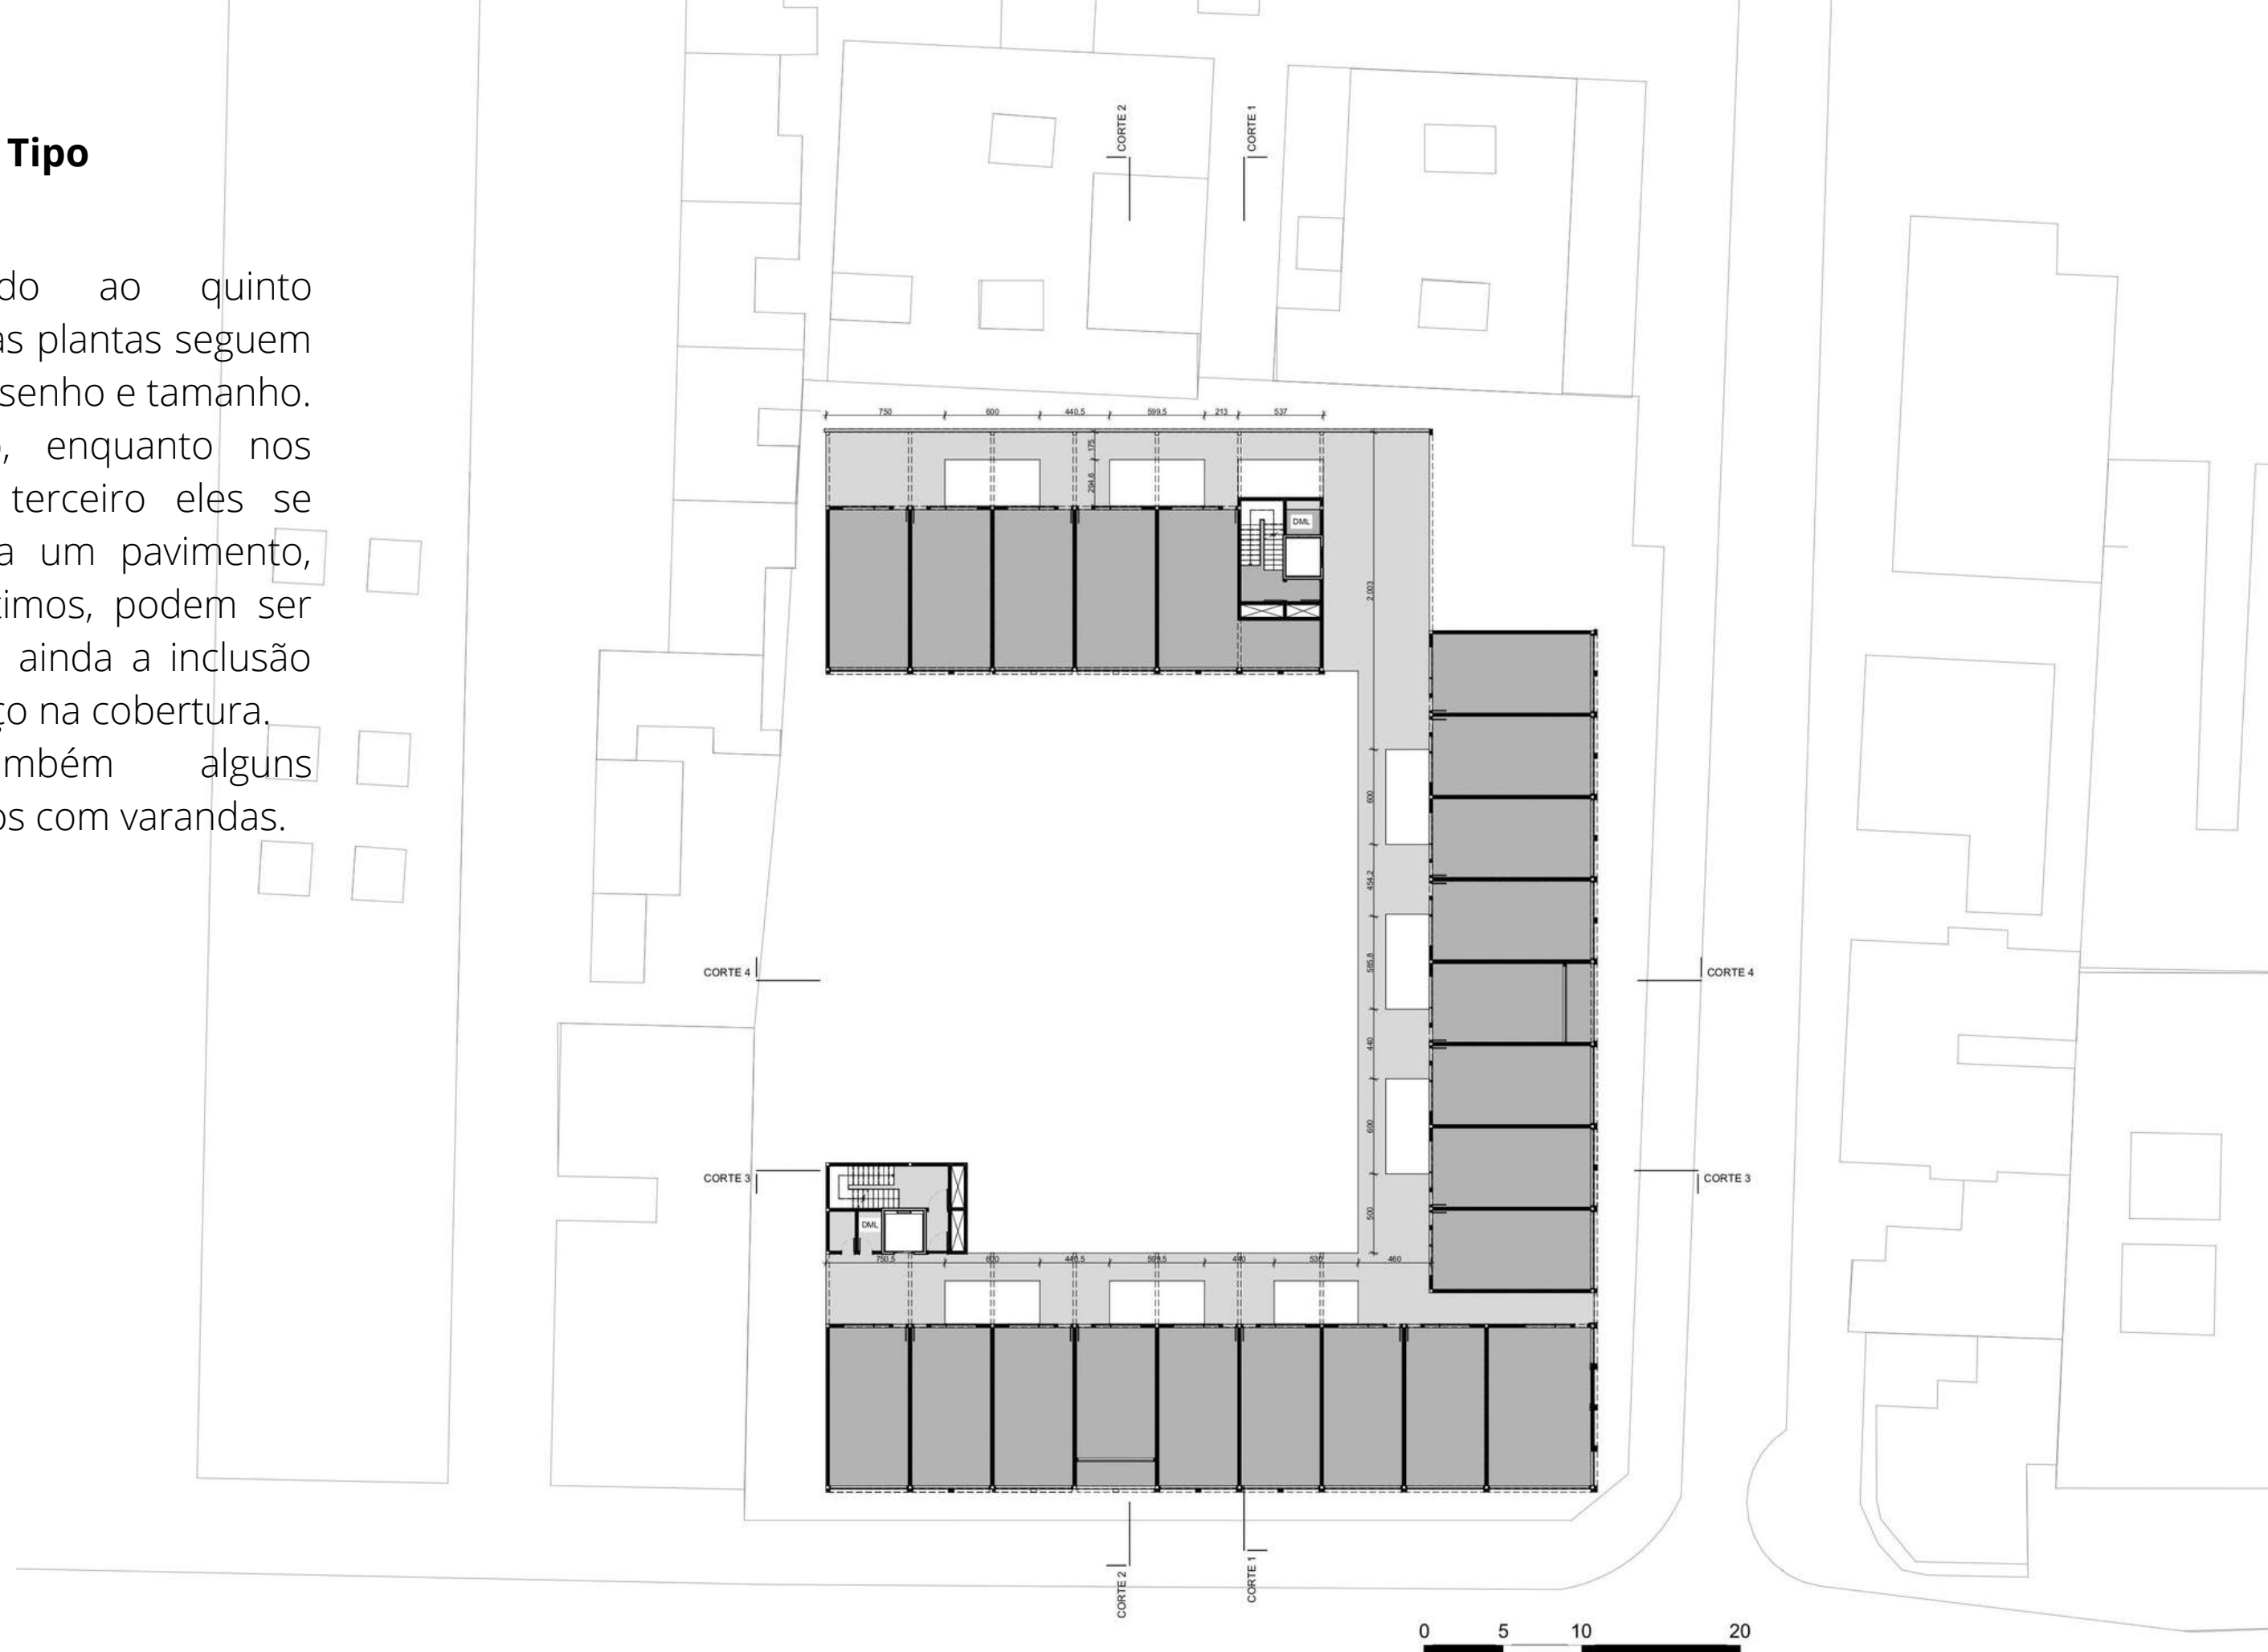 Tipo
do ao quinto
as plantas seguem
senho e tamanho.
, enquanto nos
terceiro eles se
a um pavimento,
timos, podem ser
ainda a inclusão
ço na cobertura.
mbém alguns
os com varandas.
CORTE 2
CORTE 1
750 600 440,5 599,5 213 537
175
294,6
DML
2.003
600
454,2
585,8
CORTE 4
CORTE 4
440
600
CORTE 3
CORTE 3
500
DML
750,5 600 440,5 599,5 440 460
CORTE 2
CORTE 1
0 5 10 20